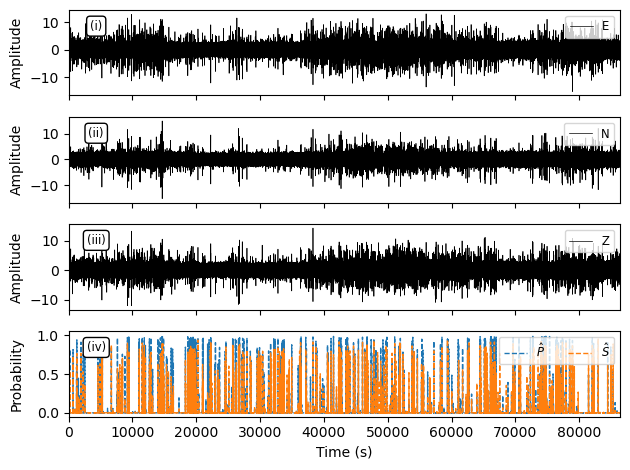 10
0
−10
Amplitude
(i)
E
10
0
−10
Amplitude
(ii)
N
10
0
−10
Amplitude
(iii)
Z
1.0
0.5
0.0
Probability
(iv)
P̂ Ŝ
0 10000 20000 30000 40000 50000 60000 70000 80000
Time (s)